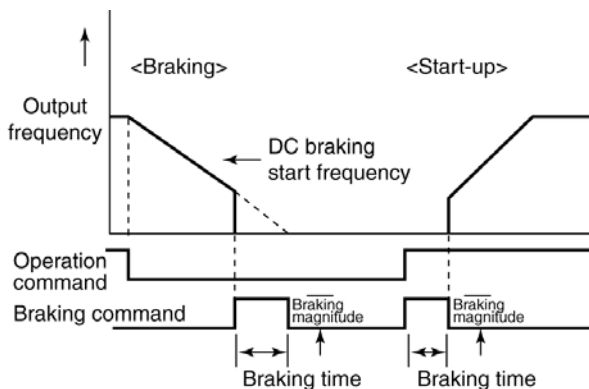 <Braking>
<Start-up>
Output
frequency
DC braking
start frequency
Operation
command
Braking command
Braking
magnitude
Braking
magnitude
Braking time
Braking time